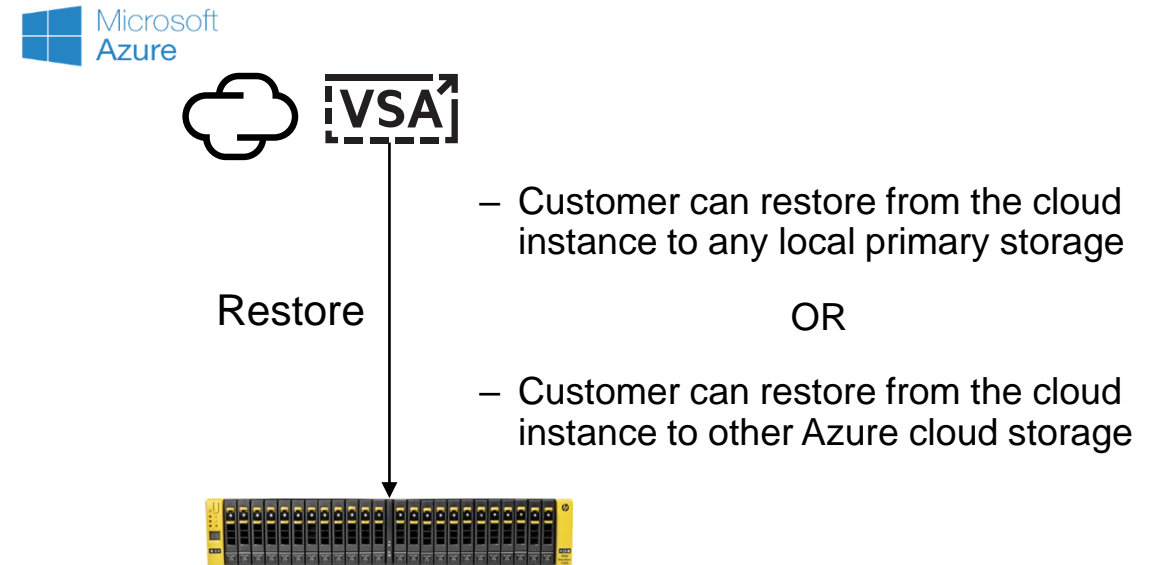 Microsoft
Azure
VSA
– Customer can restore from the cloud
instance to any local primary storage
Restore
OR
– Customer can restore from the cloud
instance to other Azure cloud storage